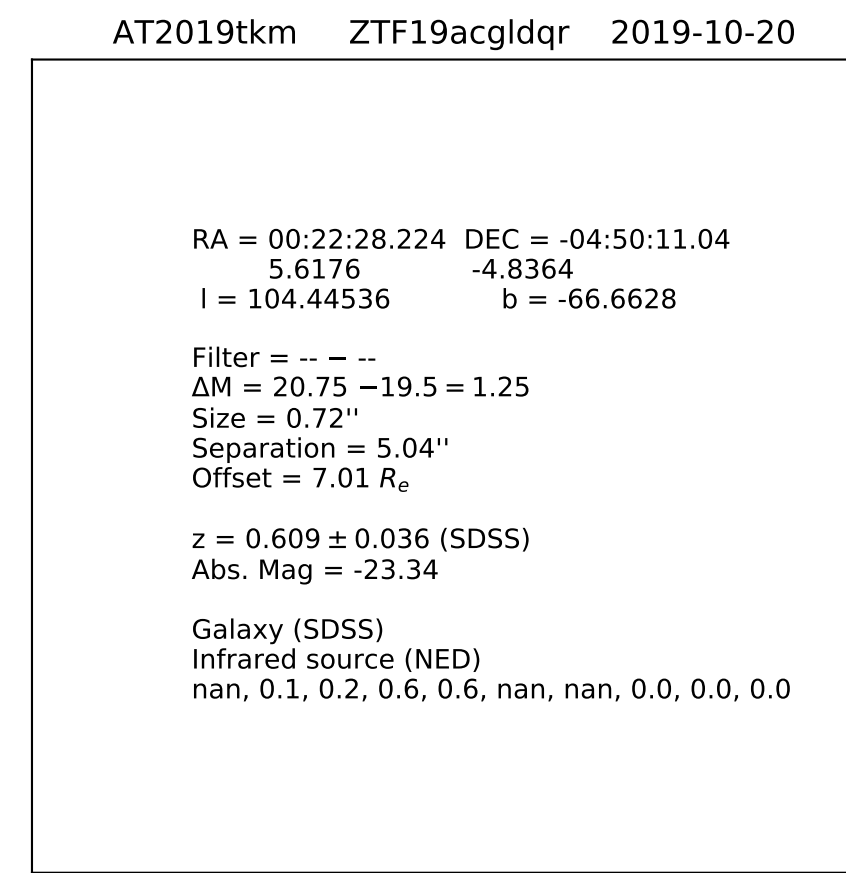 AT2019tkm ZTF19acgldqr 2019-10-20
RA = 00:22:28.224 DEC = -04:50:11.04
5.6176 -4.8364
l = 104.44536 b = -66.6628
Filter = -- − --
ΔM = 20.75 −19.5 = 1.25
Size = 0.72''
Separation = 5.04''
Offset = 7.01 Rₑ
z = 0.609 ± 0.036 (SDSS)
Abs. Mag = -23.34
Galaxy (SDSS)
Infrared source (NED)
nan, 0.1, 0.2, 0.6, 0.6, nan, nan, 0.0, 0.0, 0.0